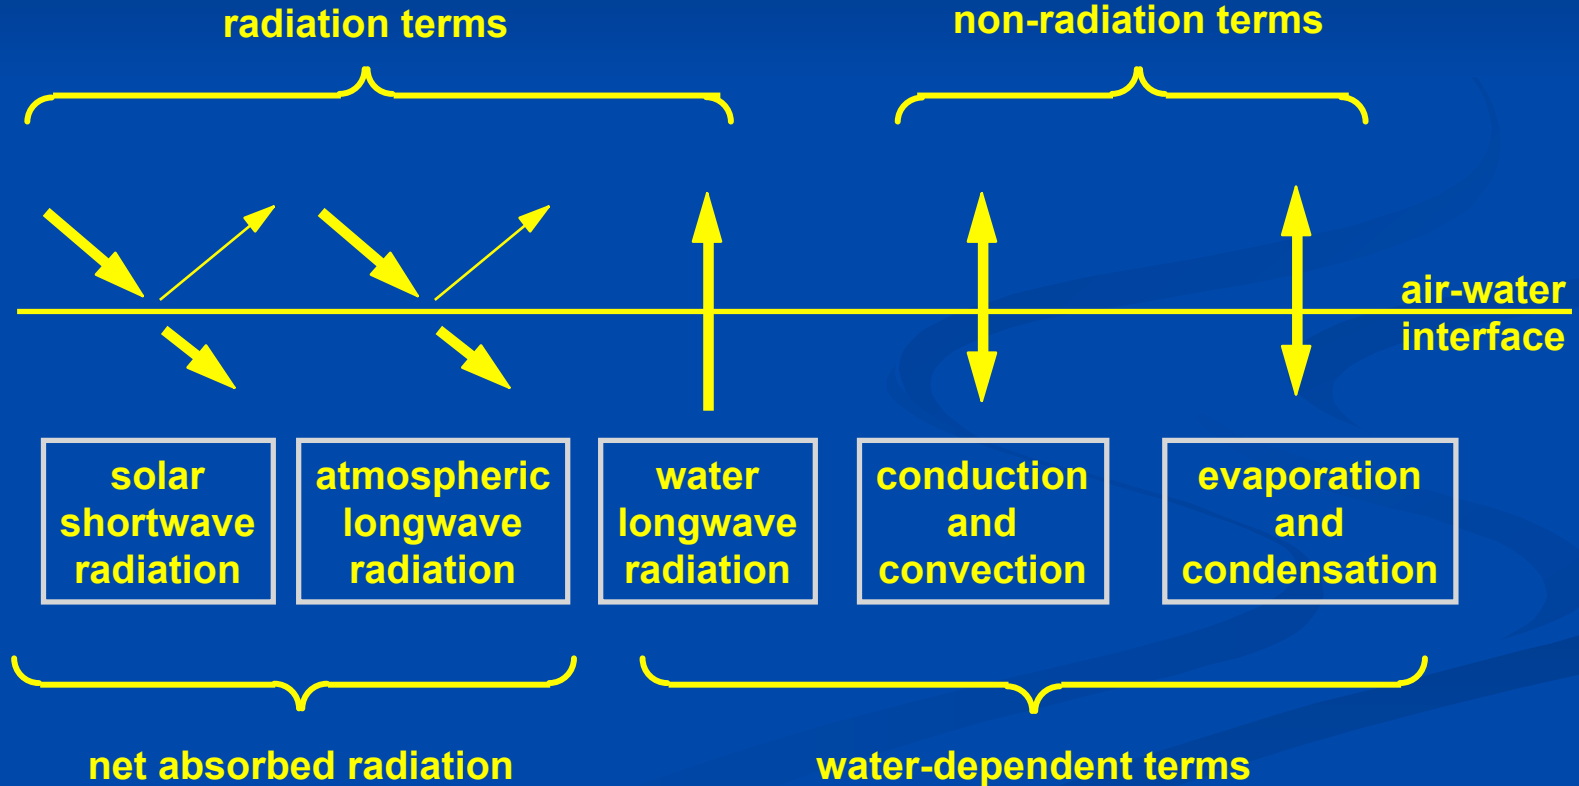 radiation terms
non-radiation terms
air-water
interface
solar
shortwave
radiation
atmospheric
longwave
radiation
water
longwave
radiation
conduction
and
convection
evaporation
and
condensation
net absorbed radiation
water-dependent terms